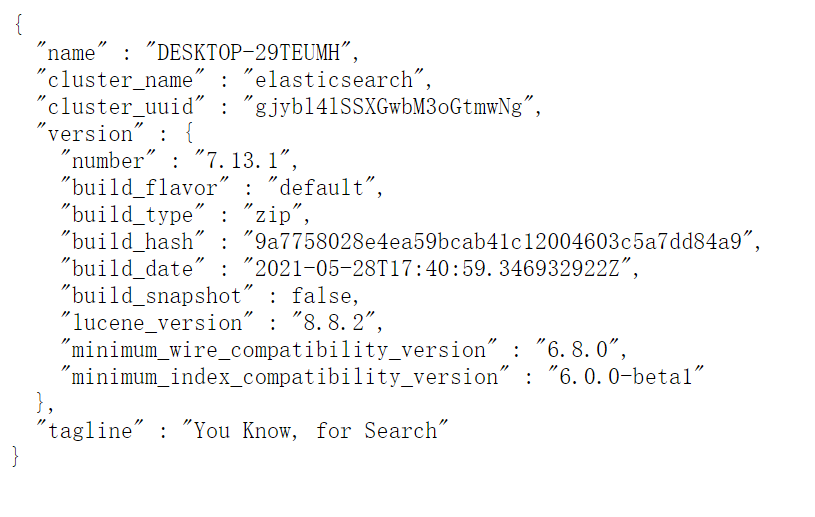 {
  "name" : "DESKTOP-29TEUMH",
  "cluster_name" : "elasticsearch",
  "cluster_uuid" : "gjybl4lSSXGwbM3oGtmwNg",
  "version" : {
    "number" : "7.13.1",
    "build_flavor" : "default",
    "build_type" : "zip",
    "build_hash" : "9a7758028e4ea59bcab41c12004603c5a7dd84a9",
    "build_date" : "2021-05-28T17:40:59.346932922Z",
    "build_snapshot" : false,
    "lucene_version" : "8.8.2",
    "minimum_wire_compatibility_version" : "6.8.0",
    "minimum_index_compatibility_version" : "6.0.0-beta1"
  },
  "tagline" : "You Know, for Search"
}